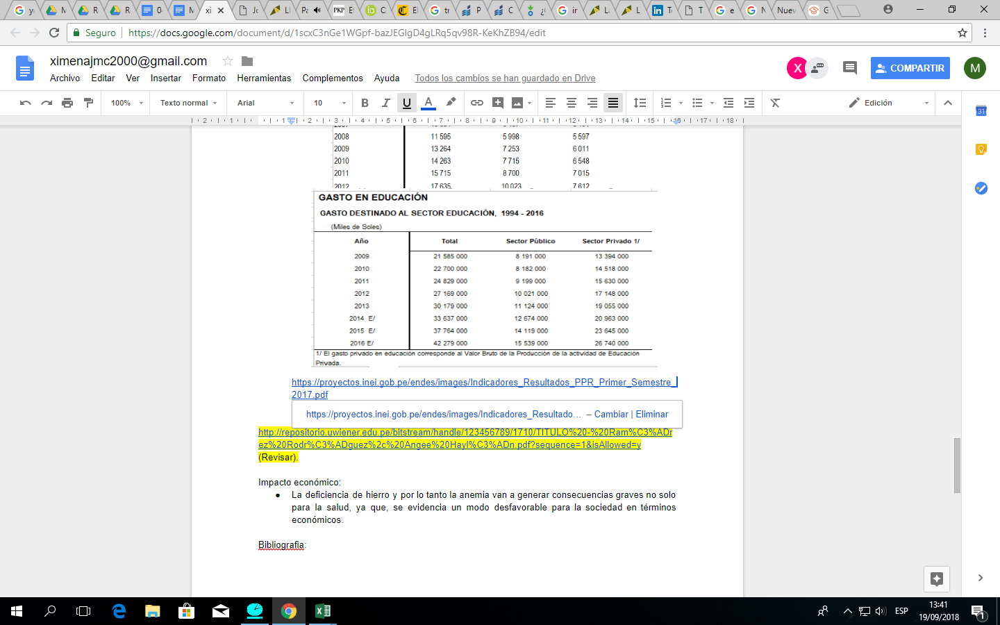 Seguro
https://docs.google.com/document/d/1scxC3nGe1WGpf-bazJEGlgD4gLRq5qv98R-KeKhZB94/edit
ximenajmc2000@gmail.com
Archivo Editar Ver Insertar Formato Herramientas Complementos Ayuda Todos los cambios se han guardado en Drive
X COMPARTIR M
100% Texto normal Arial 10 B I U A Edición
2008 11 595 5 998 5 597
2009 13 264 7 253 6 011
2010 14 263 7 715 6 548
2011 15 715 8 700 7 015
2012 17 635 10 023 7 612
GASTO EN EDUCACIÓN
GASTO DESTINADO AL SECTOR EDUCACIÓN, 1994 - 2016
(Miles de Soles)
Año Total Sector Público Sector Privado 1/
2009 21 585 000 8 191 000 13 394 000
2010 22 700 000 8 182 000 14 518 000
2011 24 829 000 9 199 000 15 630 000
2012 27 169 000 10 021 000 17 148 000
2013 30 179 000 11 124 000 19 055 000
2014 E/ 33 637 000 12 674 000 20 963 000
2015 E/ 37 764 000 14 119 000 23 645 000
2016 E/ 42 279 000 15 539 000 26 740 000
1/ El gasto privado en educación corresponde al Valor Bruto de la Producción de la actividad de Educación
Privada.
https://proyectos.inei.gob.pe/endes/images/Indicadores_Resultados_PPR_Primer_Semestre_
2017.pdf
https://proyectos.inei.gob.pe/endes/images/Indicadores_Resultado... – Cambiar | Eliminar
http://repositorio.uwiener.edu.pe/bitstream/handle/123456789/1710/TITULO%20-%20Ram%C3%ADr
ez%20Rodr%C3%ADguez%2c%20Angee%20Hayl%C3%ADn.pdf?sequence=1&isAllowed=y
(Revisar).
Impacto económico:
● La deficiencia de hierro y por lo tanto la anemia van a generar consecuencias graves no solo
para la salud, ya que, se evidencia un modo desfavorable para la sociedad en términos
económicos.
Bibliografia:
31
ESP
13:41
19/09/2018
1